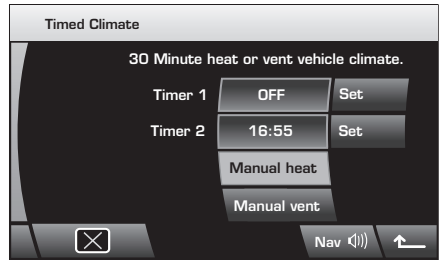 Timed Climate
30 Minute heat or vent vehicle climate.
Timer 1 OFF Set
Timer 2 16:55 Set
Manual heat
Manual vent
Nav